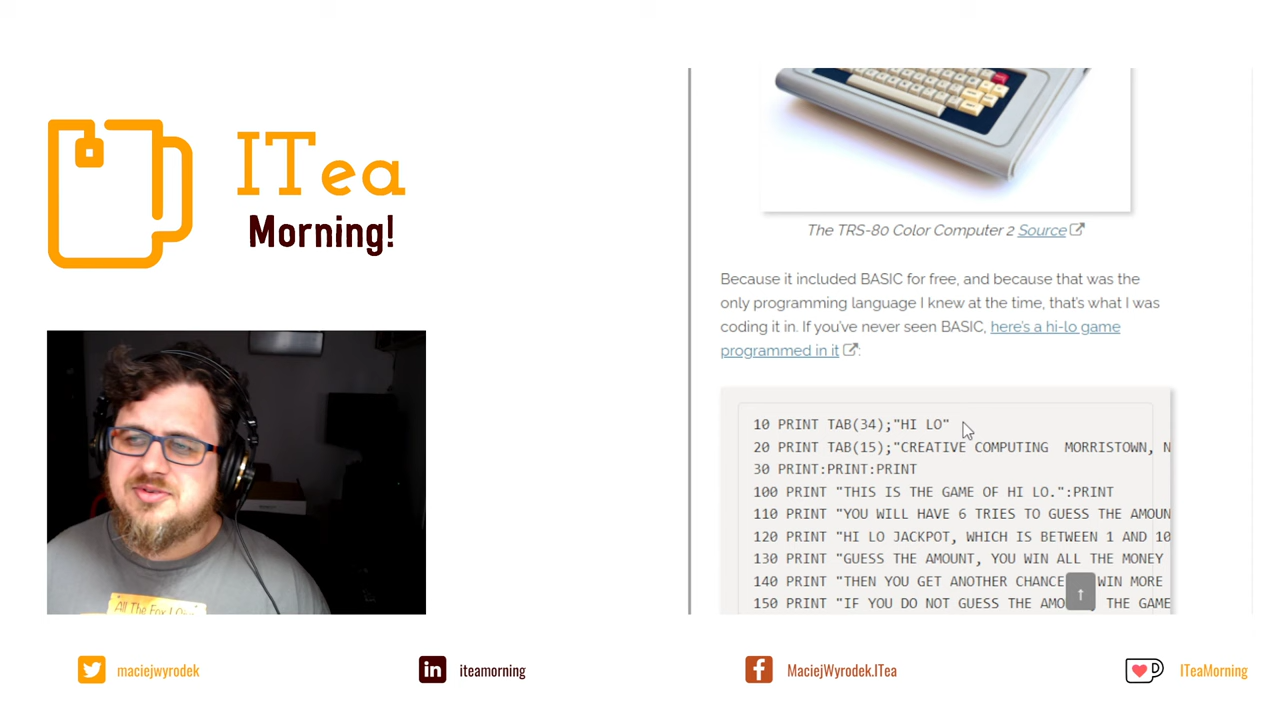 ITea
Morning!
All The Fox
The TRS-80 Color Computer 2 Source
Because it included BASIC for free, and because that was the
only programming language I knew at the time, that's what I was
coding it in. If you've never seen BASIC, here's a hi-lo game
programmed in it:
10 PRINT TAB(34);"HI LO"
20 PRINT TAB(15);"CREATIVE COMPUTING  MORRISTOWN, N
30 PRINT:PRINT:PRINT
100 PRINT "THIS IS THE GAME OF HI LO.":PRINT
110 PRINT "YOU WILL HAVE 6 TRIES TO GUESS THE AMOUN
120 PRINT "HI LO JACKPOT, WHICH IS BETWEEN 1 AND 10
130 PRINT "GUESS THE AMOUNT, YOU WIN ALL THE MONEY
140 PRINT "THEN YOU GET ANOTHER CHANCE WIN MORE
150 PRINT "IF YOU DO NOT GUESS THE AMO THE GAME
maciejwyrodek
iteamorning
MaciejWyrodek.ITea
ITeaMorning